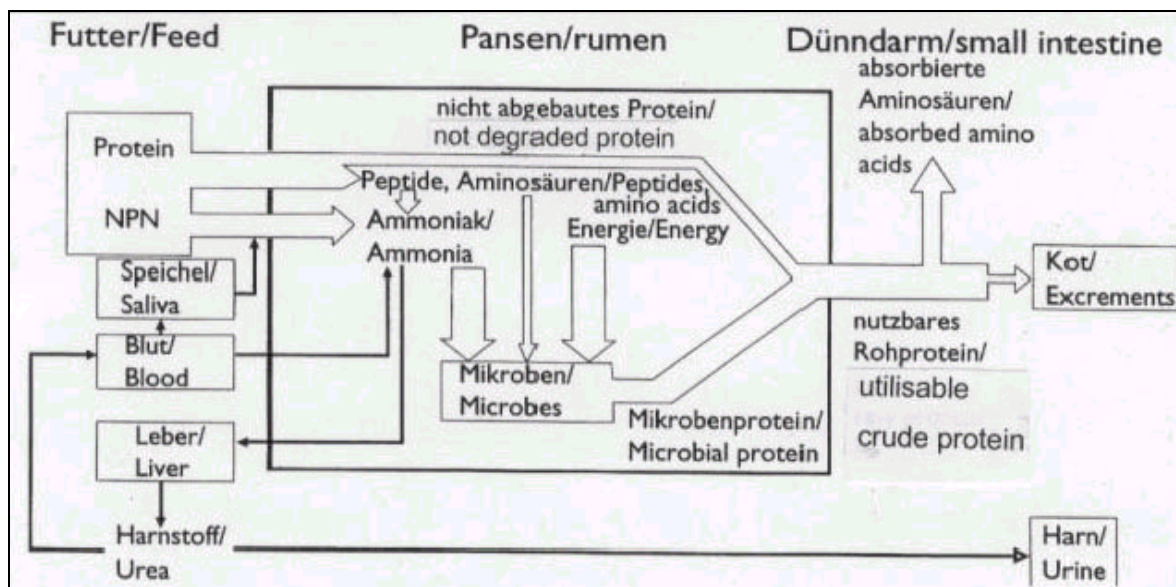 Futter/Feed
Pansen/rumen
Dünndarm/small intestine
absorbierte
Aminosäuren/
absorbed amino
acids
nicht abgebautes Protein/
not degraded protein
Protein
NPN
Peptide, Aminosäuren/Peptides,
amino acids
Ammoniak/
Ammonia
Energie/Energy
Speichel/
Saliva
Blut/
Blood
Kot/
Excrements
nutzbares
Rohprotein/
utilisable
crude protein
Mikroben/
Microbes
Mikrobenprotein/
Microbial protein
Leber/
Liver
Harnstoff/
Urea
Harn/
Urine